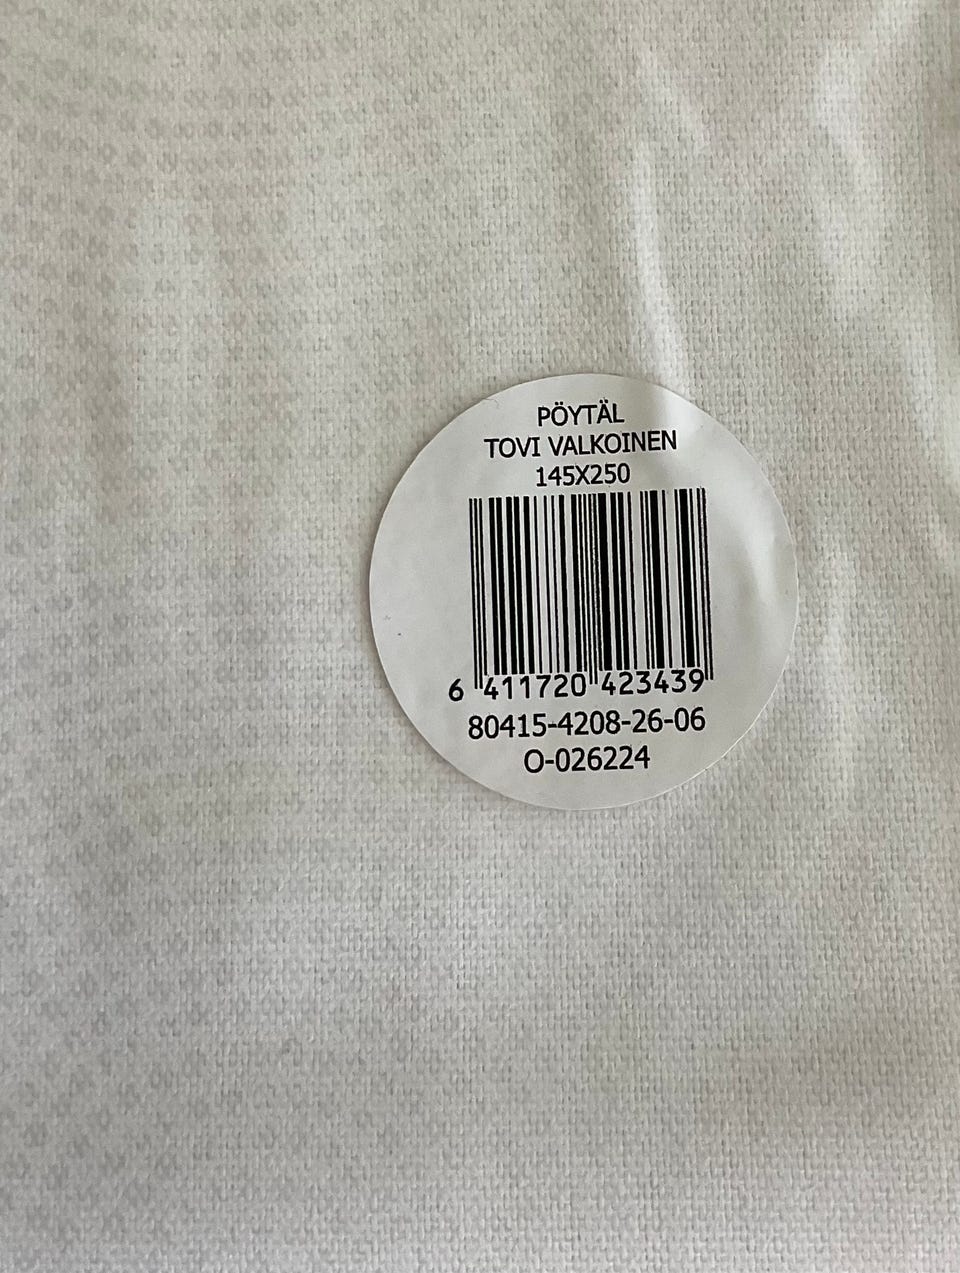 PÖYTÄL
TOVI VALKOINEN
145X250
6 411720 423439
80415-4208-26-06
O-026224